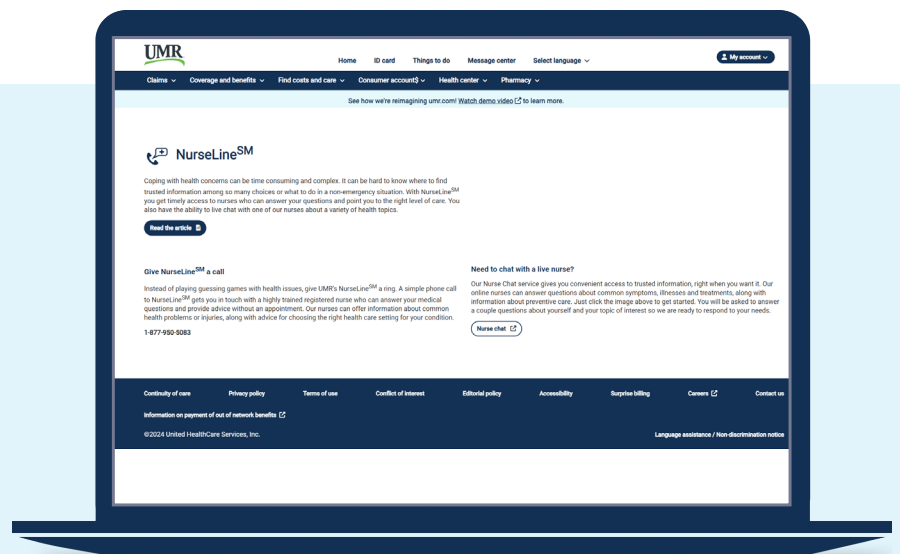 UMR
Home ID card Things to do Message center Select language
My account
Claims Coverage and benefits Find costs and care Consumer account$ Health center Pharmacy
See how we're reimagining umr.com! Watch demo video to learn more.
NurseLineSM
Coping with health concerns can be time consuming and complex. It can be hard to know where to find
trusted information among so many choices or what to do in a non-emergency situation. With NurseLineSM
you get timely access to nurses who can answer your questions and point you to the right level of care. You
also have the ability to live chat with one of our nurses about a variety of health topics.
Read the article
Give NurseLineSM a call
Instead of playing guessing games with health issues, give UMR's NurseLineSM a ring. A simple phone call
to NurseLineSM gets you in touch with a highly trained registered nurse who can answer your medical
questions and provide advice without an appointment. Our nurses can offer information about common
health problems or injuries, along with advice for choosing the right health care setting for your condition.
1-877-950-5083
Need to chat with a live nurse?
Our Nurse Chat service gives you convenient access to trusted information, right when you want it. Our
online nurses can answer questions about common symptoms, illnesses and treatments, along with
information about preventive care. Just click the image above to get started. You will be asked to answer
a couple questions about yourself and your topic of interest so we are ready to respond to your needs.
Nurse chat
Continuity of care Privacy policy Terms of use Conflict of interest Editorial policy Accessibility Surprise billing Careers Contact us
Information on payment of out of network benefits
©2024 United HealthCare Services, Inc.
Language assistance / Non-discrimination notice